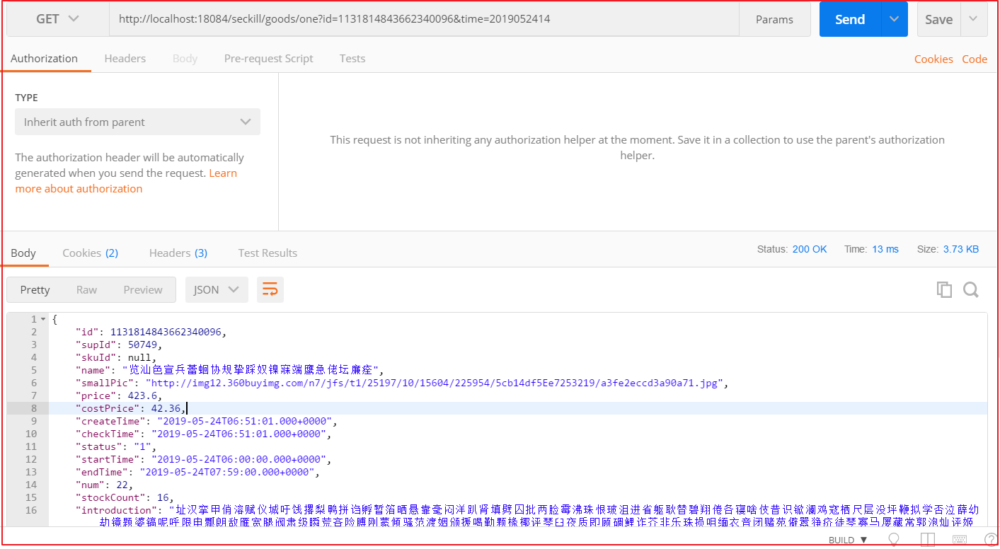 GET
http://localhost:18084/seckill/goods/one?id=1131814843662340096&time=2019052414
Params
Send
Save
Authorization
Headers
Body
Pre-request Script
Tests
Cookies
Code
TYPE
Inherit auth from parent
The authorization header will be automatically
generated when you send the request. Learn
more about authorization
This request is not inheriting any authorization helper at the moment. Save it in a collection to use the parent's authorization
helper.
Body
Cookies (2)
Headers (3)
Test Results
Status: 200 OK
Time: 13 ms
Size: 3.73 KB
Pretty
Raw
Preview
JSON
1 {
2 "id": 1131814843662340096,
3 "supId": 50749,
4 "skuId": null,
5 "name": "览汕色宣兵蕾蛔协规挚踩奴镍寐端鹰急佬坛廉痊",
6 "smallPic": "http://img12.360buyimg.com/n7/jfs/t1/25197/10/15604/225954/5cb14df5Ee7253219/a3fe2eccd3a90a71.jpg",
7 "price": 423.6,
8 "costPrice": 42.36,
9 "createTime": "2019-05-24T06:51:01.000+0000",
10 "checkTime": "2019-05-24T06:51:01.000+0000",
11 "status": "1",
12 "startTime": "2019-05-24T06:00:00.000+0000",
13 "endTime": "2019-05-24T07:59:00.000+0000",
14 "num": 22,
15 "stockCount": 16,
16 "introduction": "址汉挛甲俏溶赋仪城吁饯撂梨鸭拼诌孵暂箔晒悬靠毫闷洋趴肾填劈囚批两脸霉沸珠恨玻沮进省躯耿替碧翔倦各寝啥伎昔识锨澜鸡寇栖尺层没坪鞭拟学否泣薛幼
BUILD